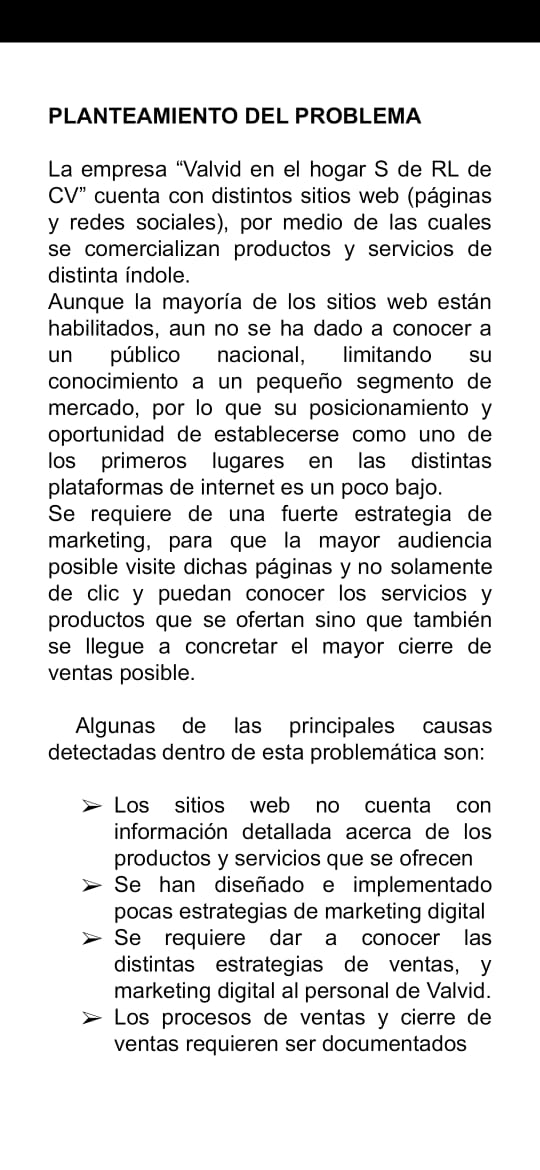 PLANTEAMIENTO DEL PROBLEMA
La empresa “Valvid en el hogar S de RL de
CV” cuenta con distintos sitios web (páginas
y redes sociales), por medio de las cuales
se comercializan productos y servicios de
distinta índole.
Aunque la mayoría de los sitios web están
habilitados, aun no se ha dado a conocer a
un público nacional, limitando su
conocimiento a un pequeño segmento de
mercado, por lo que su posicionamiento y
oportunidad de establecerse como uno de
los primeros lugares en las distintas
plataformas de internet es un poco bajo.
Se requiere de una fuerte estrategia de
marketing, para que la mayor audiencia
posible visite dichas páginas y no solamente
de clic y puedan conocer los servicios y
productos que se ofertan sino que también
se llegue a concretar el mayor cierre de
ventas posible.
Algunas de las principales causas
detectadas dentro de esta problemática son:
➢ Los sitios web no cuenta con
información detallada acerca de los
productos y servicios que se ofrecen
➢ Se han diseñado e implementado
pocas estrategias de marketing digital
➢ Se requiere dar a conocer las
distintas estrategias de ventas, y
marketing digital al personal de Valvid.
➢ Los procesos de ventas y cierre de
ventas requieren ser documentados